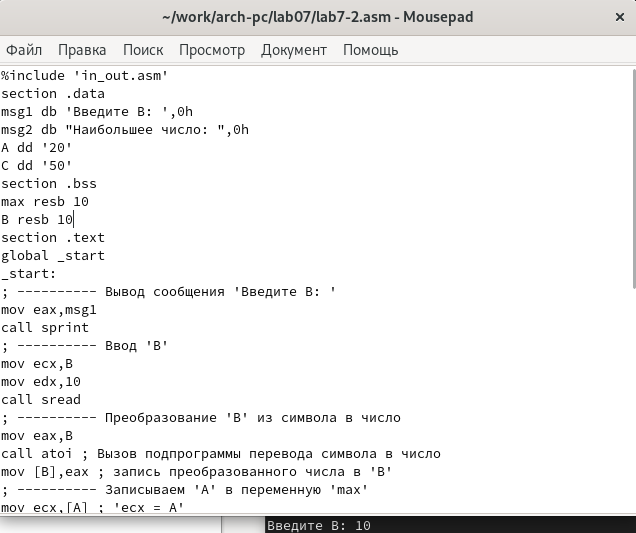 ~/work/arch-pc/lab07/lab7-2.asm - Mousepad
Файл Правка Поиск Просмотр Документ Помощь
%include 'in_out.asm'
section .data
msg1 db 'Введите B: ',0h
msg2 db "Наибольшее число: ",0h
A dd '20'
C dd '50'
section .bss
max resb 10
B resb 10
section .text
global _start
_start:
; ---------- Вывод сообщения 'Введите B: '
mov eax,msg1
call sprint
; ---------- Ввод 'B'
mov ecx,B
mov edx,10
call sread
; ---------- Преобразование 'B' из символа в число
mov eax,B
call atoi ; Вызов подпрограммы перевода символа в число
mov [B],eax ; запись преобразованного числа в 'B'
; ---------- Записываем 'A' в переменную 'max'
mov ecx,[A] ; 'ecx = A'
Введите B: 10